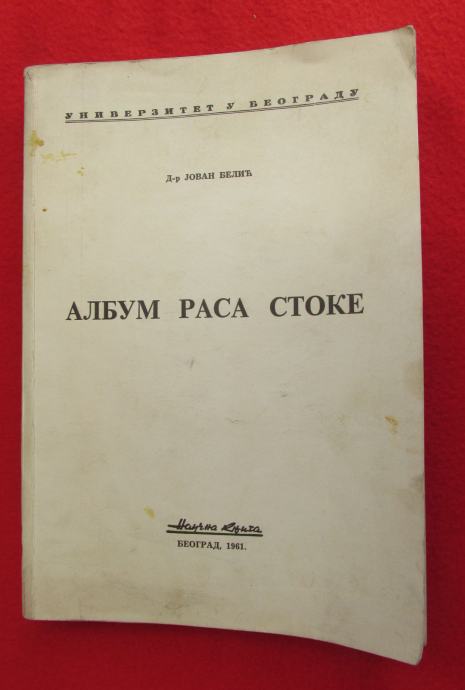 УНИВЕРЗИТЕТ У БЕОГРАДУ
Д-р ЈОВАН БЕЛИЋ
АЛБУМ РАСА СТОКЕ
Научна књига
БЕОГРАД, 1961.